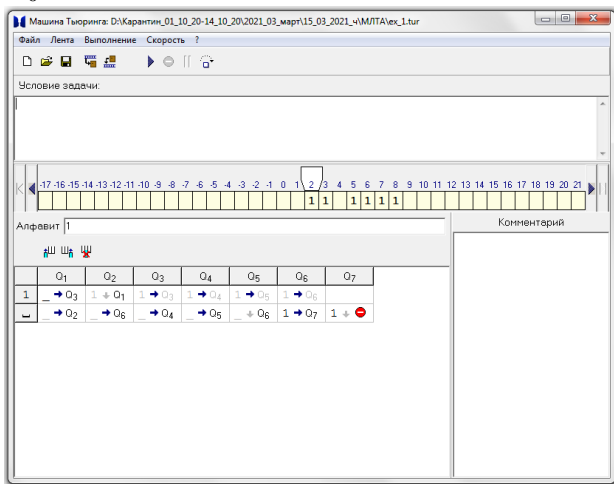 Машина Тьюринга: D:\Карантин_01_10_20-14_10_20\2021_03_март\15_03_2021_ч\МЛТА\ex_1.tur
Файл Лента Выполнение Скорость ?
Условие задачи:
-17 -16 -15 -14 -13 -12 -11 -10 -9 -8 -7 -6 -5 -4 -3 -2 -1 0 1 2 3 4 5 6 7 8 9 10 11 12 13 14 15 16 17 18 19 20 21
1 1 1 1 1 1
Алфавит 1
Комментарий
Q1 Q2 Q3 Q4 Q5 Q6 Q7
1 _ → Q3 1 ↓ Q1 1 → Q3 1 → Q4 1 → Q5 1 → Q6
_ → Q2 _ → Q6 _ → Q4 _ → Q5 _ ↓ Q6 1 → Q7 1 ↓